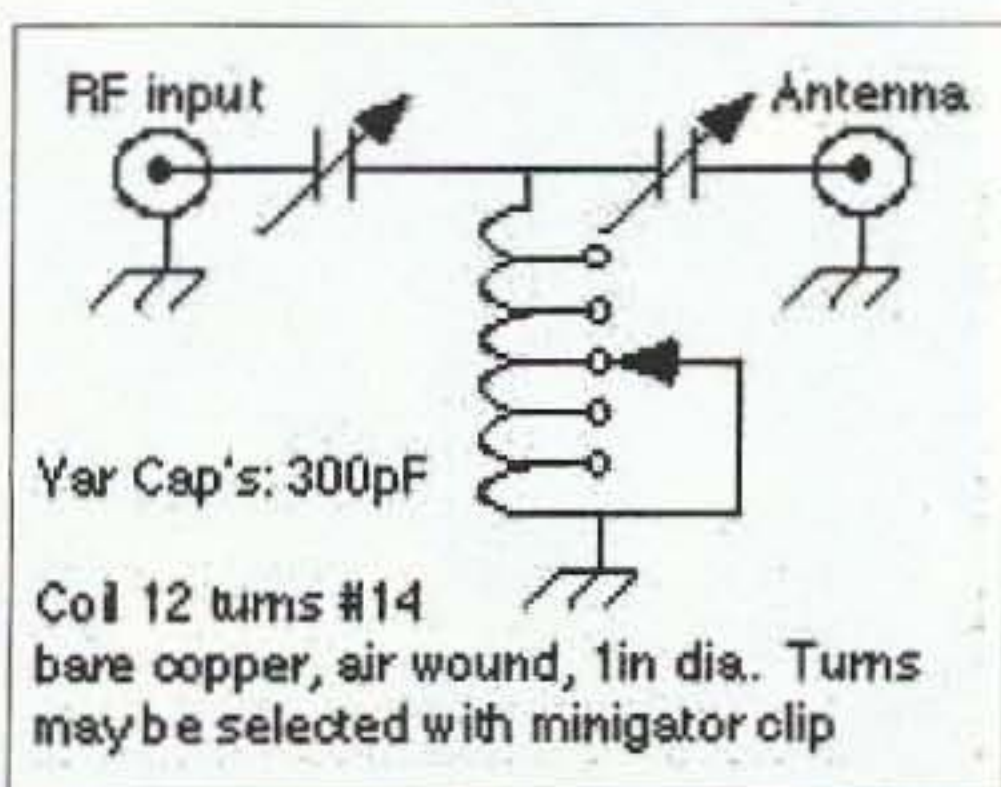 RF input
Antenna
Var Cap's: 300pF
Coil 12 turns #14
bare copper, air wound, 1in dia. Turns
may be selected with minigator clip